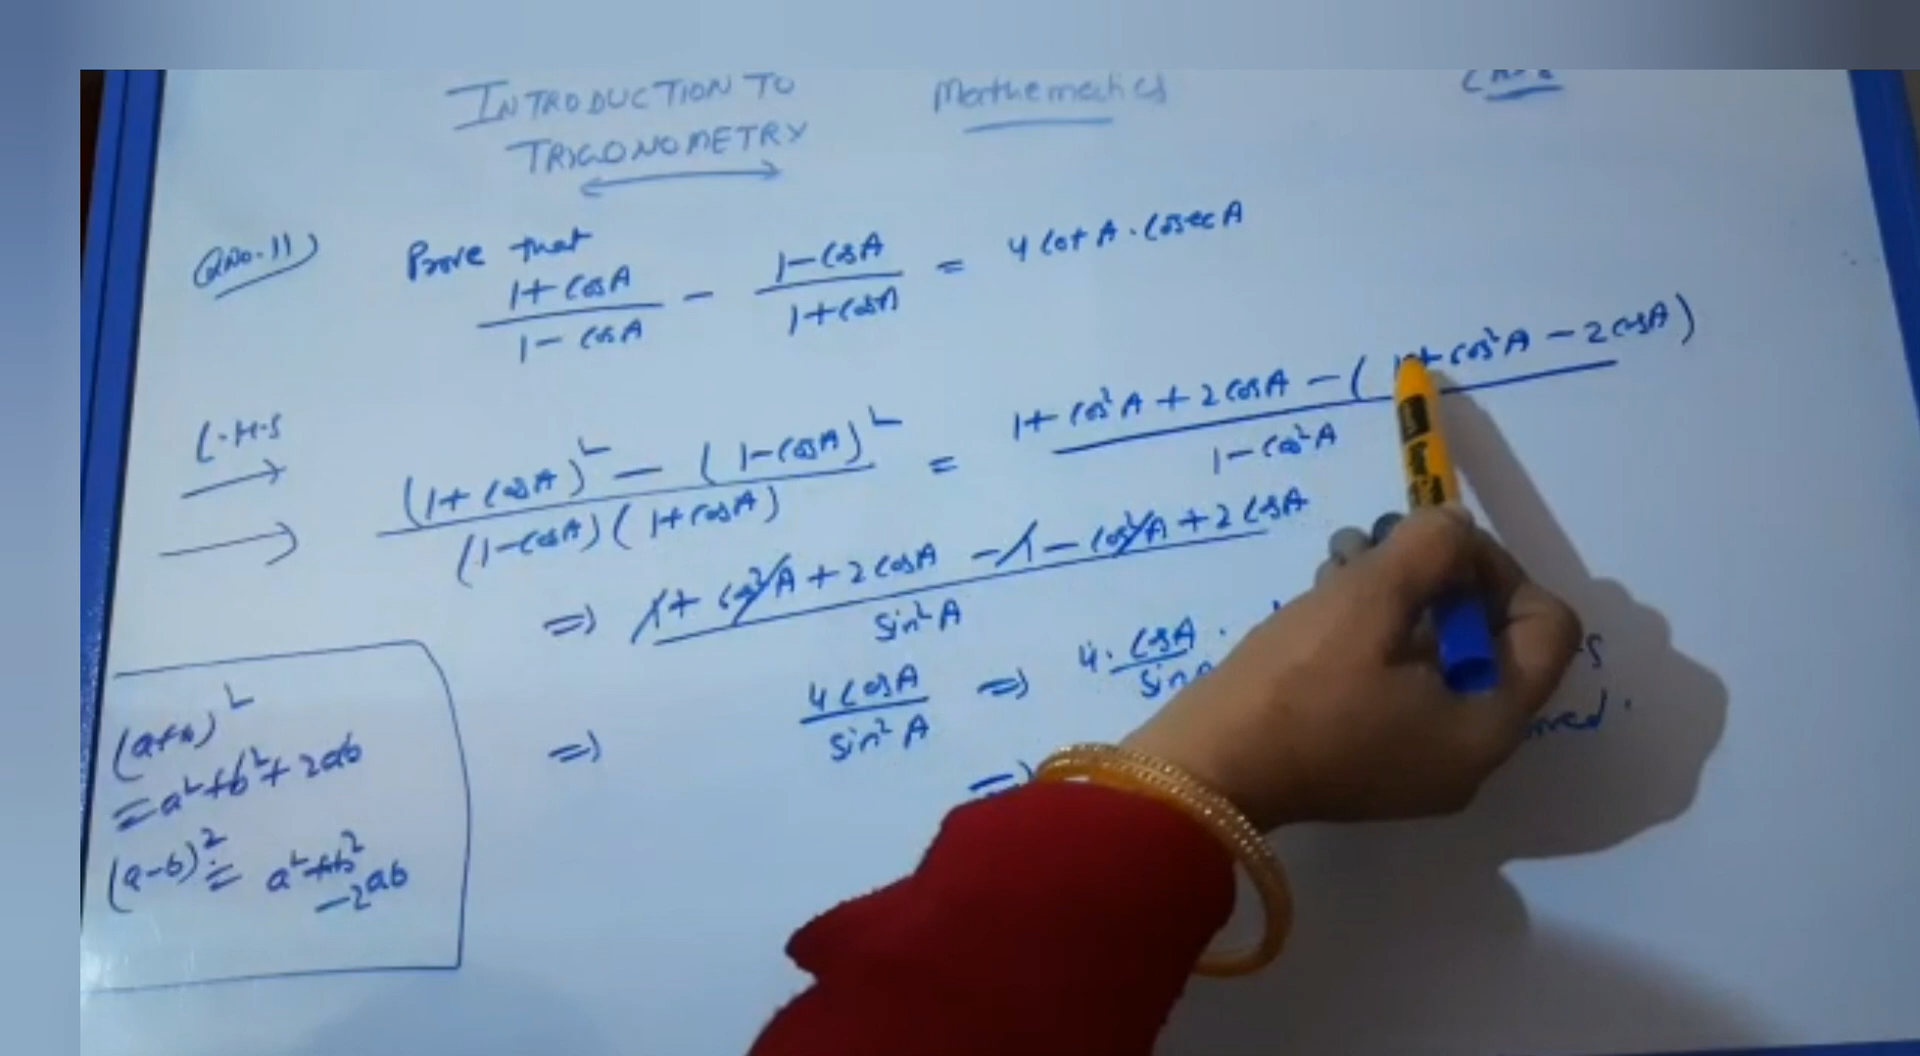 INTRODUCTION TO
TRIGONOMETRY
Mathematics
QNo. 11) Prove that
(1+cosA)/(1-cosA) - (1-cosA)/(1+cosA) = 4 cot A . cosec A
L.H.S
→
→ ((1+cosA)² - (1-cosA)²)/((1-cosA)(1+cosA)) = (1+cos²A+2cosA-(1+cos²A-2cosA))/(1-cos²A)
⇒ (1+cos²A+2cosA-1-cos²A+2cosA)/(sin²A)
⇒ 4cosA/sin²A ⇒ 4. cosA/sin .
⇒
(a+b)²
=a²+b²+2ab
(a-b)² = a²+b²
-2ab